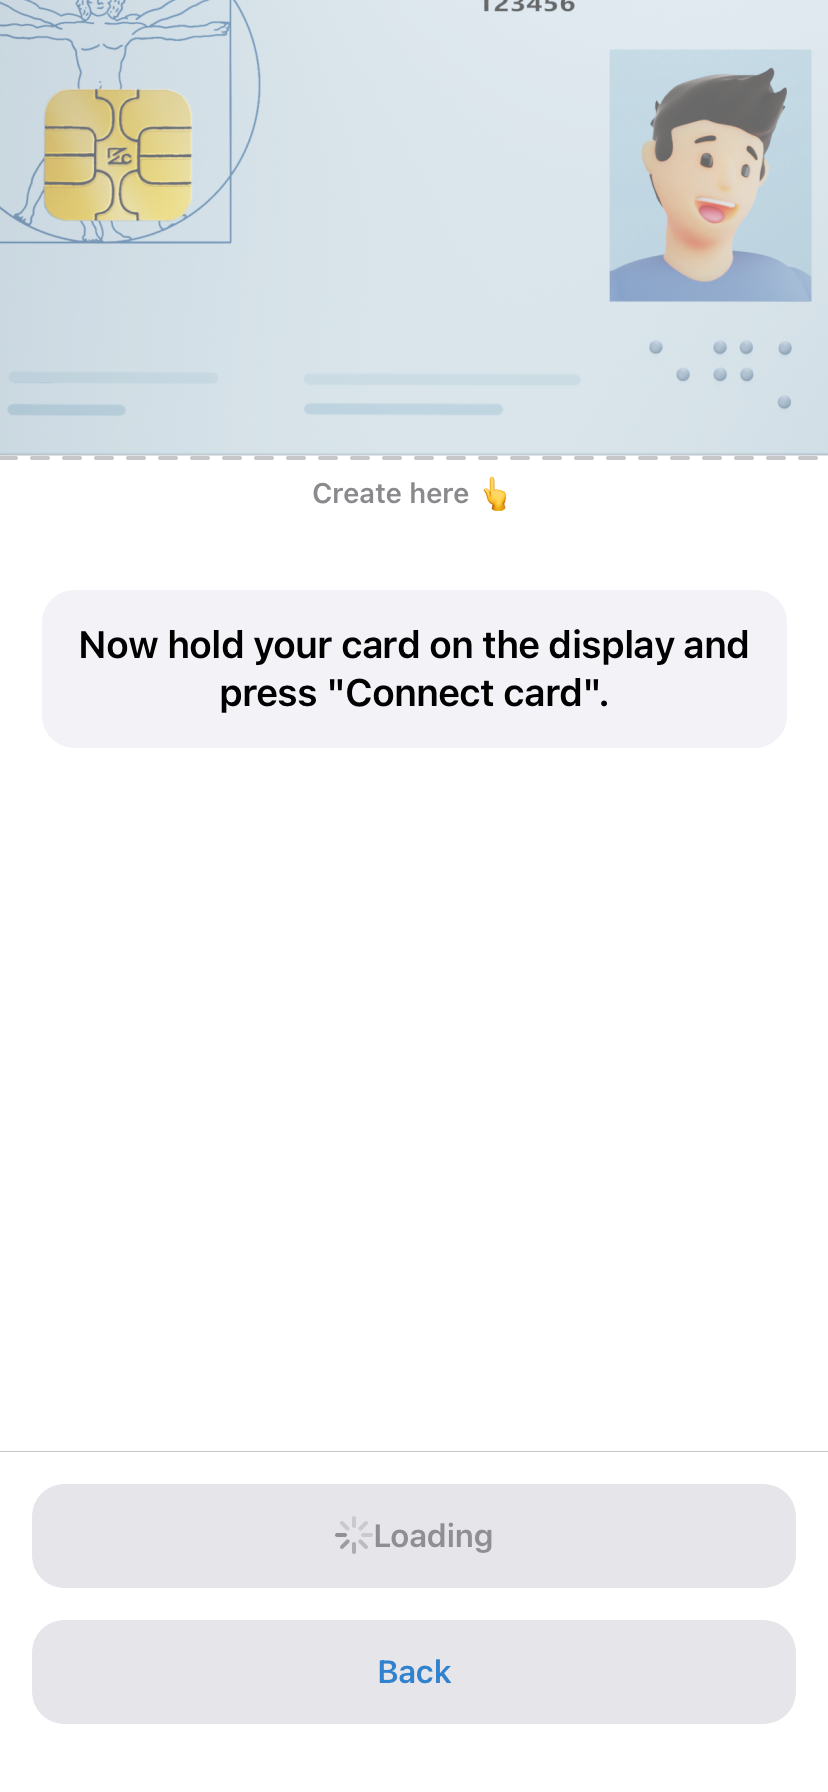 123456
Create here 👆
Now hold your card on the display and
press "Connect card".
Loading
Back